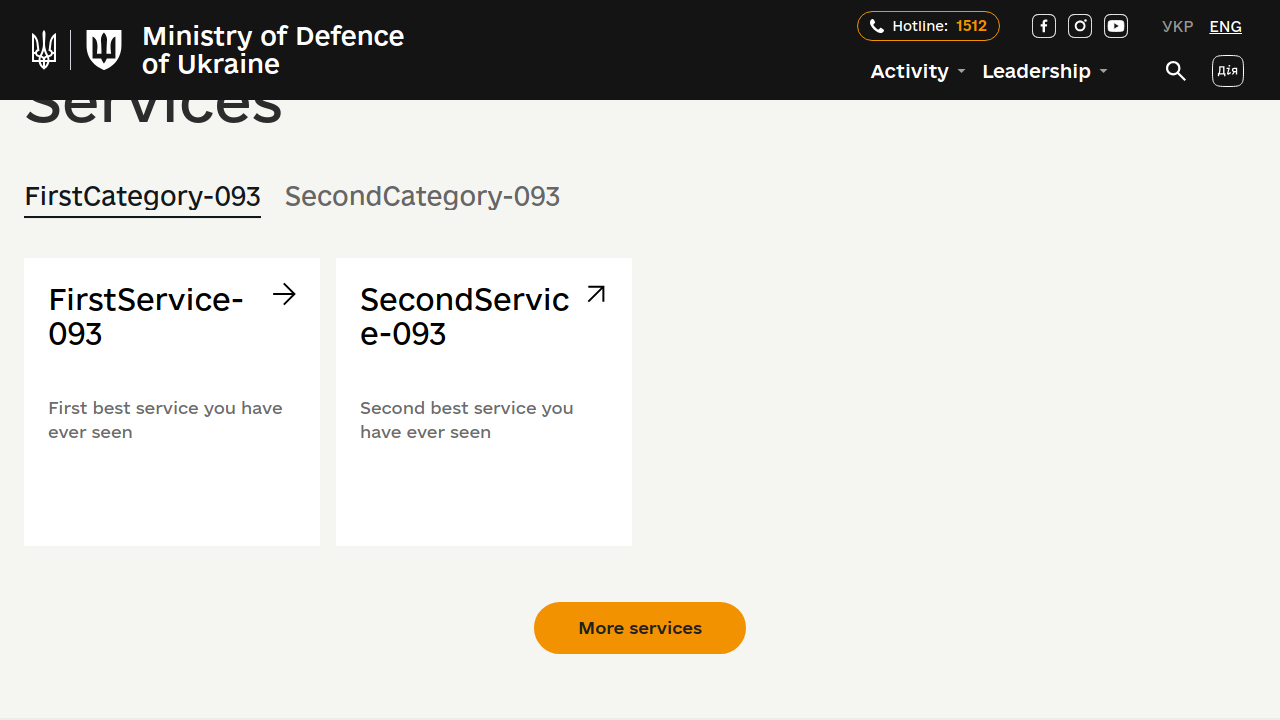 Ministry of Defence
of Ukraine
Hotline: 1512
УКР ENG
Activity Leadership
Дія
Services
FirstCategory-093 SecondCategory-093
FirstService-
093
First best service you have
ever seen
SecondServic
e-093
Second best service you
have ever seen
More services